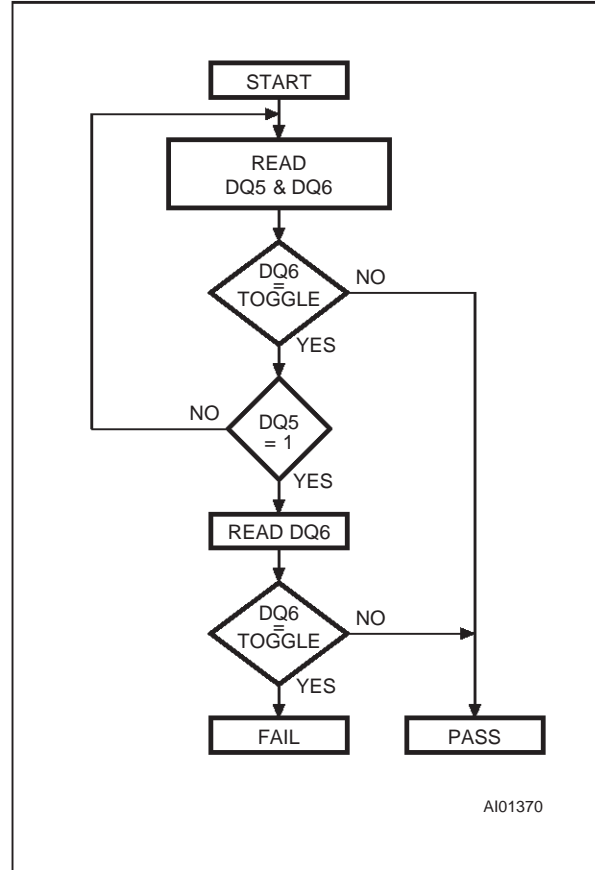 START
READ
DQ5 & DQ6
DQ6
=
TOGGLE
NO
YES
NO
DQ5
= 1
YES
READ DQ6
DQ6
=
TOGGLE
NO
YES
FAIL
PASS
AI01370